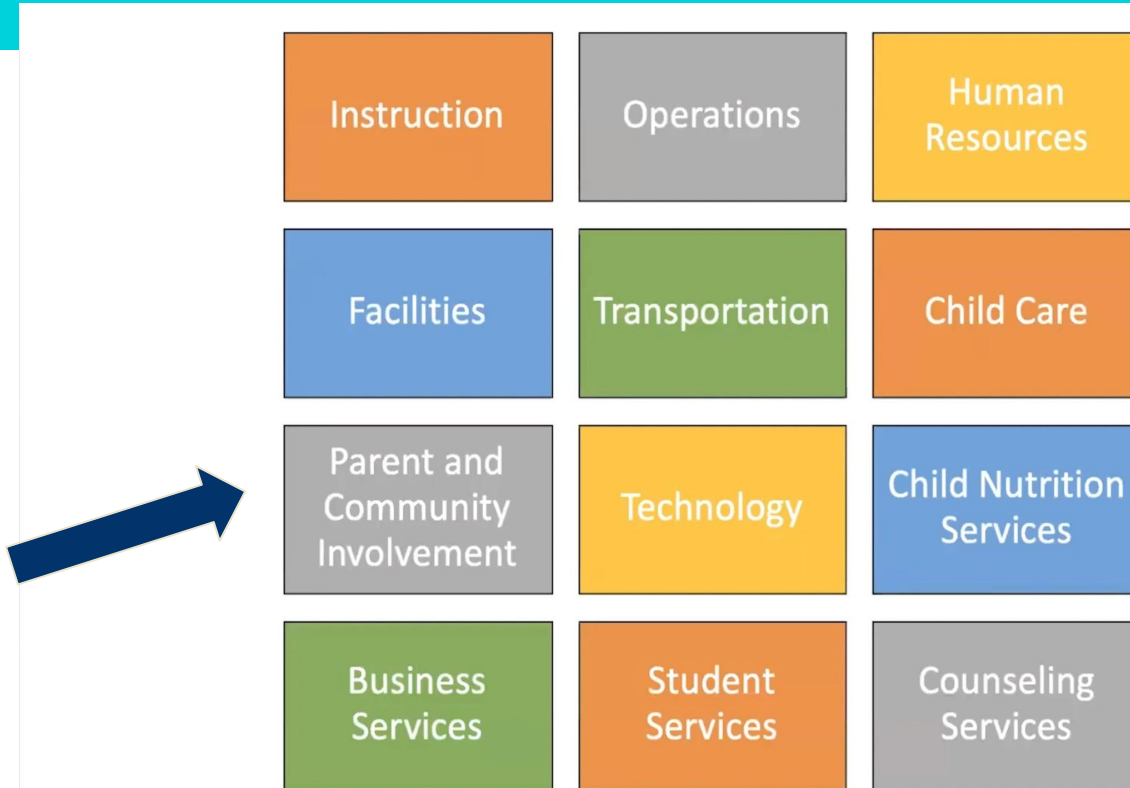 Instruction
Operations
Human
Resources
Facilities
Transportation
Child Care
Parent and
Community
Involvement
Technology
Child Nutrition
Services
Business
Services
Student
Services
Counseling
Services